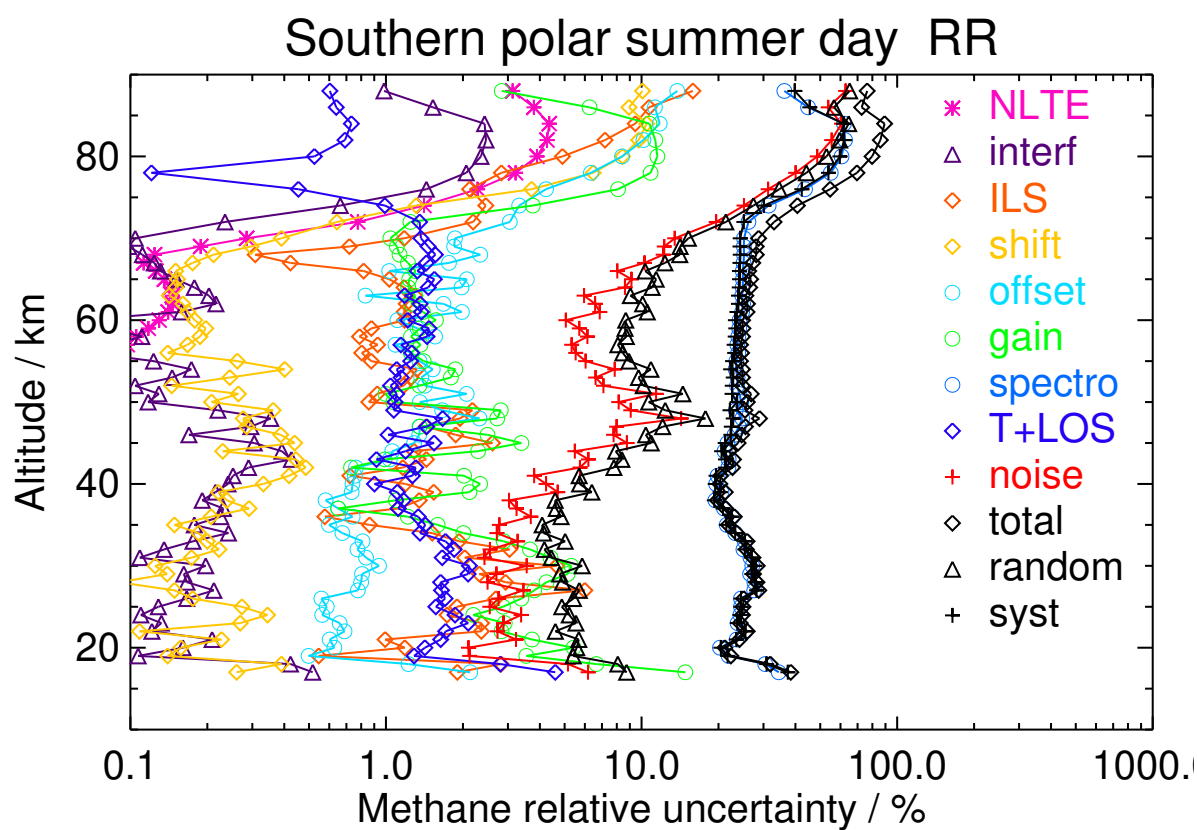 Southern polar summer day RR
Altitude / km
80
60
40
20
NLTE
interf
ILS
shift
offset
gain
spectro
T+LOS
noise
total
random
syst
0.1 1.0 10.0 100.0 1000.0
Methane relative uncertainty / %